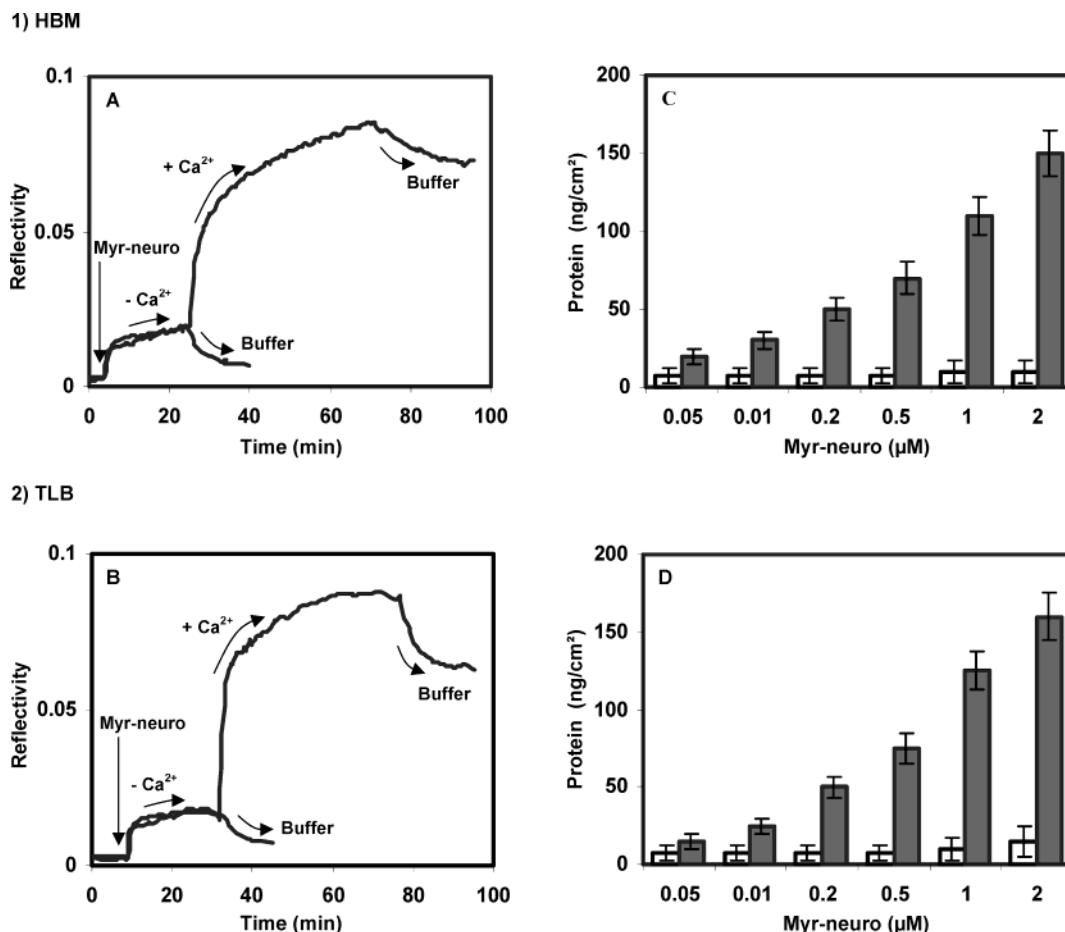 1) HBM
A
0.1
0.05
0
Reflectivity
+ Ca²⁺
Buffer
Myr-neuro
- Ca²⁺
Buffer
0 20 40 60 80 100
Time (min)
C
200
150
100
50
0
Protein (ng/cm²)
0.05 0.01 0.2 0.5 1 2
Myr-neuro (µM)
2) TLB
B
0.1
0.05
0
Reflectivity
+ Ca²⁺
Buffer
Myr-neuro
- Ca²⁺
Buffer
0 20 40 60 80 100
Time (min)
D
200
150
100
50
0
Protein (ng/cm²)
0.05 0.01 0.2 0.5 1 2
Myr-neuro (µM)